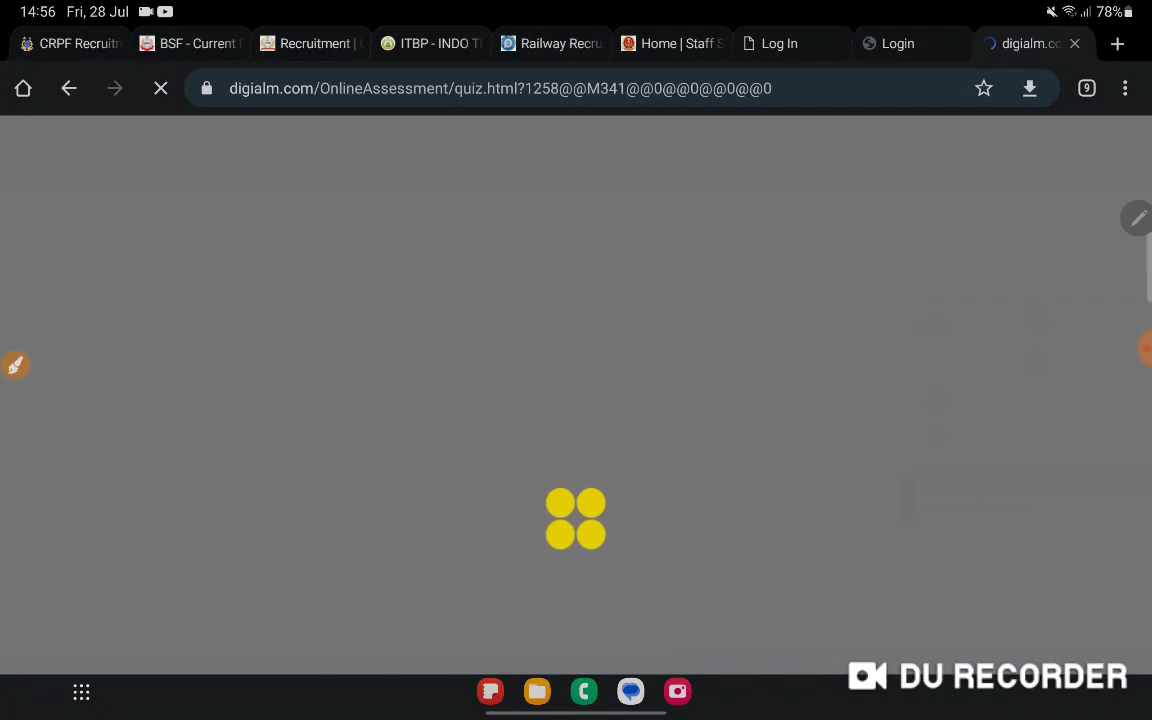 14:56 Fri, 28 Jul 78%
CRPF Recruitm BSF - Current Recruitment | ITBP - INDO T Railway Recru Home | Staff S Log In Login digialm.co
digialm.com/OnlineAssessment/quiz.html?1258@@M341@@0@@0@@0@@0 9
DU RECORDER